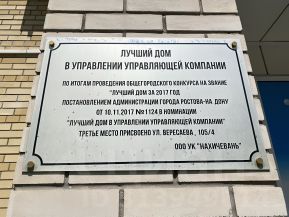 ЛУЧШИЙ ДОМ
В УПРАВЛЕНИИ УПРАВЛЯЮЩЕЙ КОМПАНИИ
ПО ИТОГАМ ПРОВЕДЕНИЯ ОБЩЕГОРОДСКОГО КОНКУРСА НА ЗВАНИЕ
"ЛУЧШИЙ ДОМ ЗА 2017 ГОД
ПОСТАНОВЛЕНИЕМ АДМИНИСТРАЦИИ ГОРОДА РОСТОВА-НА ДОНУ
ОТ 10.11.2017 №1124 В НОМИНАЦИИ
"ЛУЧШИЙ ДОМ В УПРАВЛЕНИИ УПРАВЛЯЮЩЕЙ КОМПАНИИ"
ТРЕТЬЕ МЕСТО ПРИСВОЕНО УЛ. ВЕРЕСАЕВА, 105/4
ООО УК "НАХИЧЕВАНЬ"